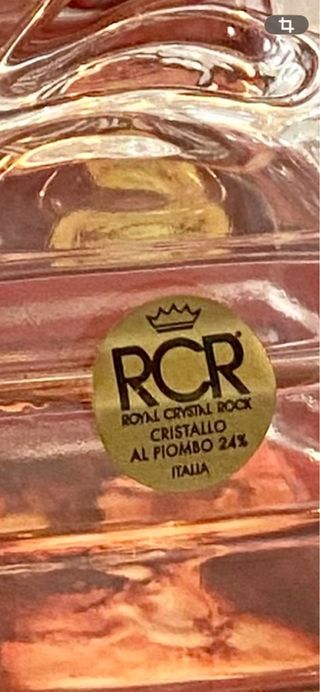 RCR®
ROYAL CRYSTAL ROCK
CRISTALLO
AL PIOMBO 24%
ITALIA